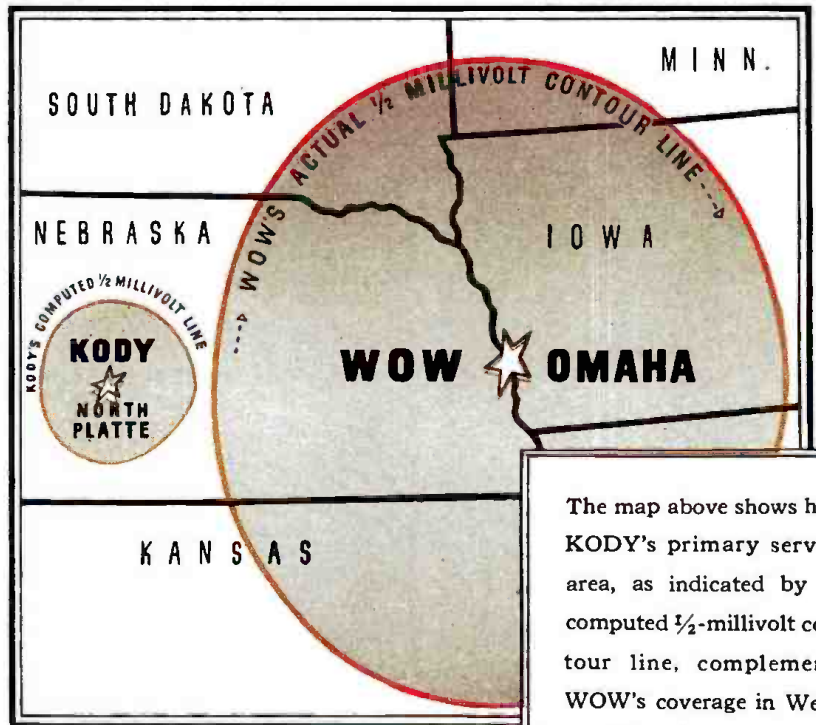 MINN.
SOUTH DAKOTA
WOW'S ACTUAL ½ MILLIVOLT CONTOUR LINE
NEBRASKA
IOWA
KODY'S COMPUTED ½ MILLIVOLT LINE
KODY
NORTH
PLATTE
WOW OMAHA
KANSAS
The map above shows h
KODY's primary serv
area, as indicated by
computed ½-millivolt co
tour line, complemen
WOW's coverage in We